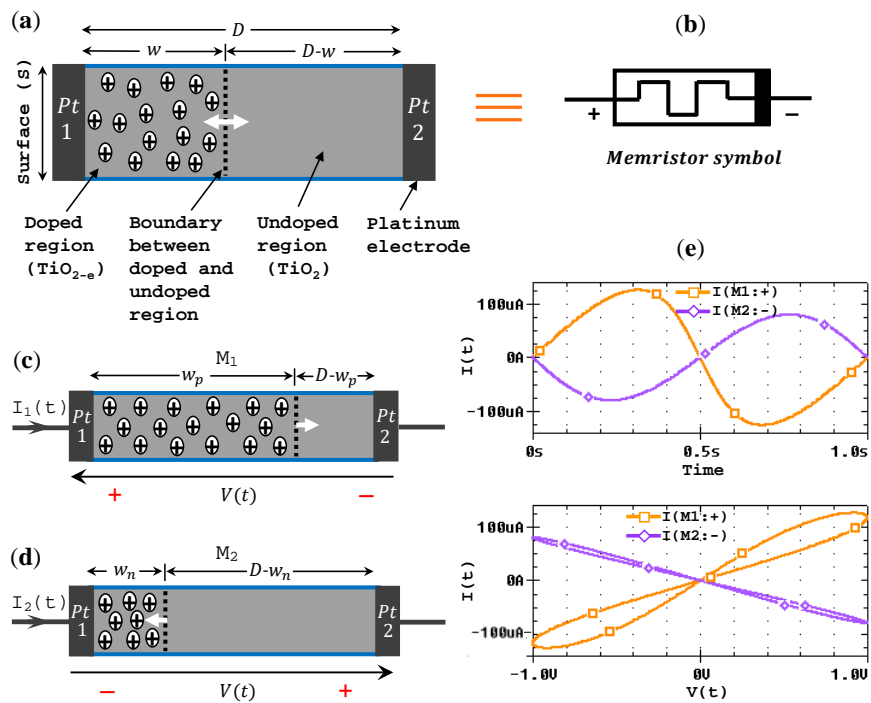 (a)
D
w
D-w
Surface (S)
Pt
1
Pt
2
Doped
region
(TiO2-e)
Boundary
between
doped and
undoped
region
Undoped
region
(TiO2)
Platinum
electrode
(b)
+
−
Memristor symbol
(c)
M1
wp
D-wp
I1(t)
Pt
1
Pt
2
+
V(t)
−
(d)
M2
wn
D-wn
I2(t)
Pt
1
Pt
2
−
V(t)
+
(e)
I(M1:+)
I(M2:-)
100uA
0A
-100uA
I(t)
0s
0.5s
1.0s
Time
I(M1:+)
I(M2:-)
100uA
0A
-100uA
I(t)
-1.0V
0V
1.0V
V(t)